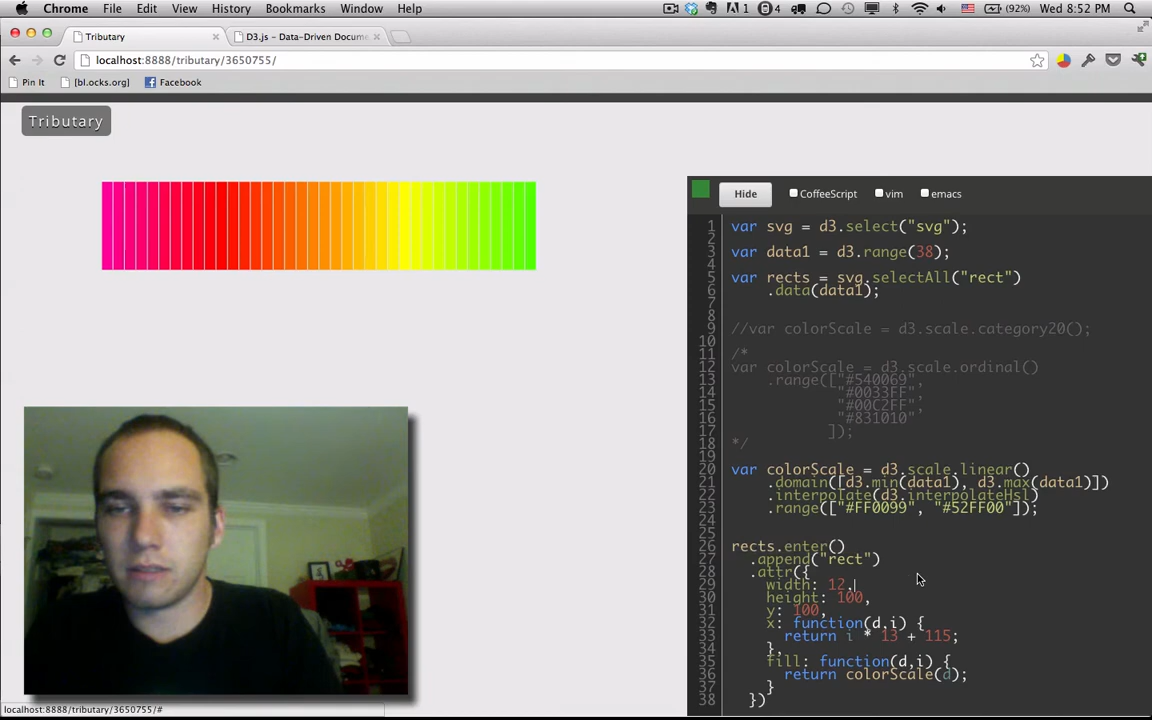 Chrome File Edit View History Bookmarks Window Help 1 4 (92%) Wed 8:52 PM
Tributary × D3.js – Data-Driven Docume ×
localhost:8888/tributary/3650755/
Pin It [bl.ocks.org] Facebook
Tributary
Hide CoffeeScript vim emacs
1 var svg = d3.select("svg");
2
3 var data1 = d3.range(38);
4
5 var rects = svg.selectAll("rect")
6 .data(data1);
7
8
9 //var colorScale = d3.scale.category20();
10
11 /*
12 var colorScale = d3.scale.ordinal()
13 .range(["#540069",
14 "#0033FF",
15 "#00C2FF",
16 "#831010"
17 ]);
18 */
19
20 var colorScale = d3.scale.linear()
21 .domain([d3.min(data1), d3.max(data1)])
22 .interpolate(d3.interpolateHsl)
23 .range(["#FF0099", "#52FF00"]);
24
25
26 rects.enter()
27 .append("rect")
28 .attr({
29 width: 12,
30 height: 100,
31 y: 100,
32 x: function(d,i) {
33 return i * 13 + 115;
34 },
35 fill: function(d,i) {
36 return colorScale(d);
37 }
38 })
localhost:8888/tributary/3650755/#